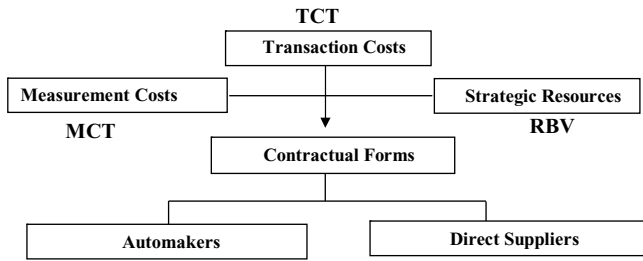 TCT
Transaction Costs
Measurement Costs
Strategic Resources
MCT
RBV
Contractual Forms
Automakers
Direct Suppliers